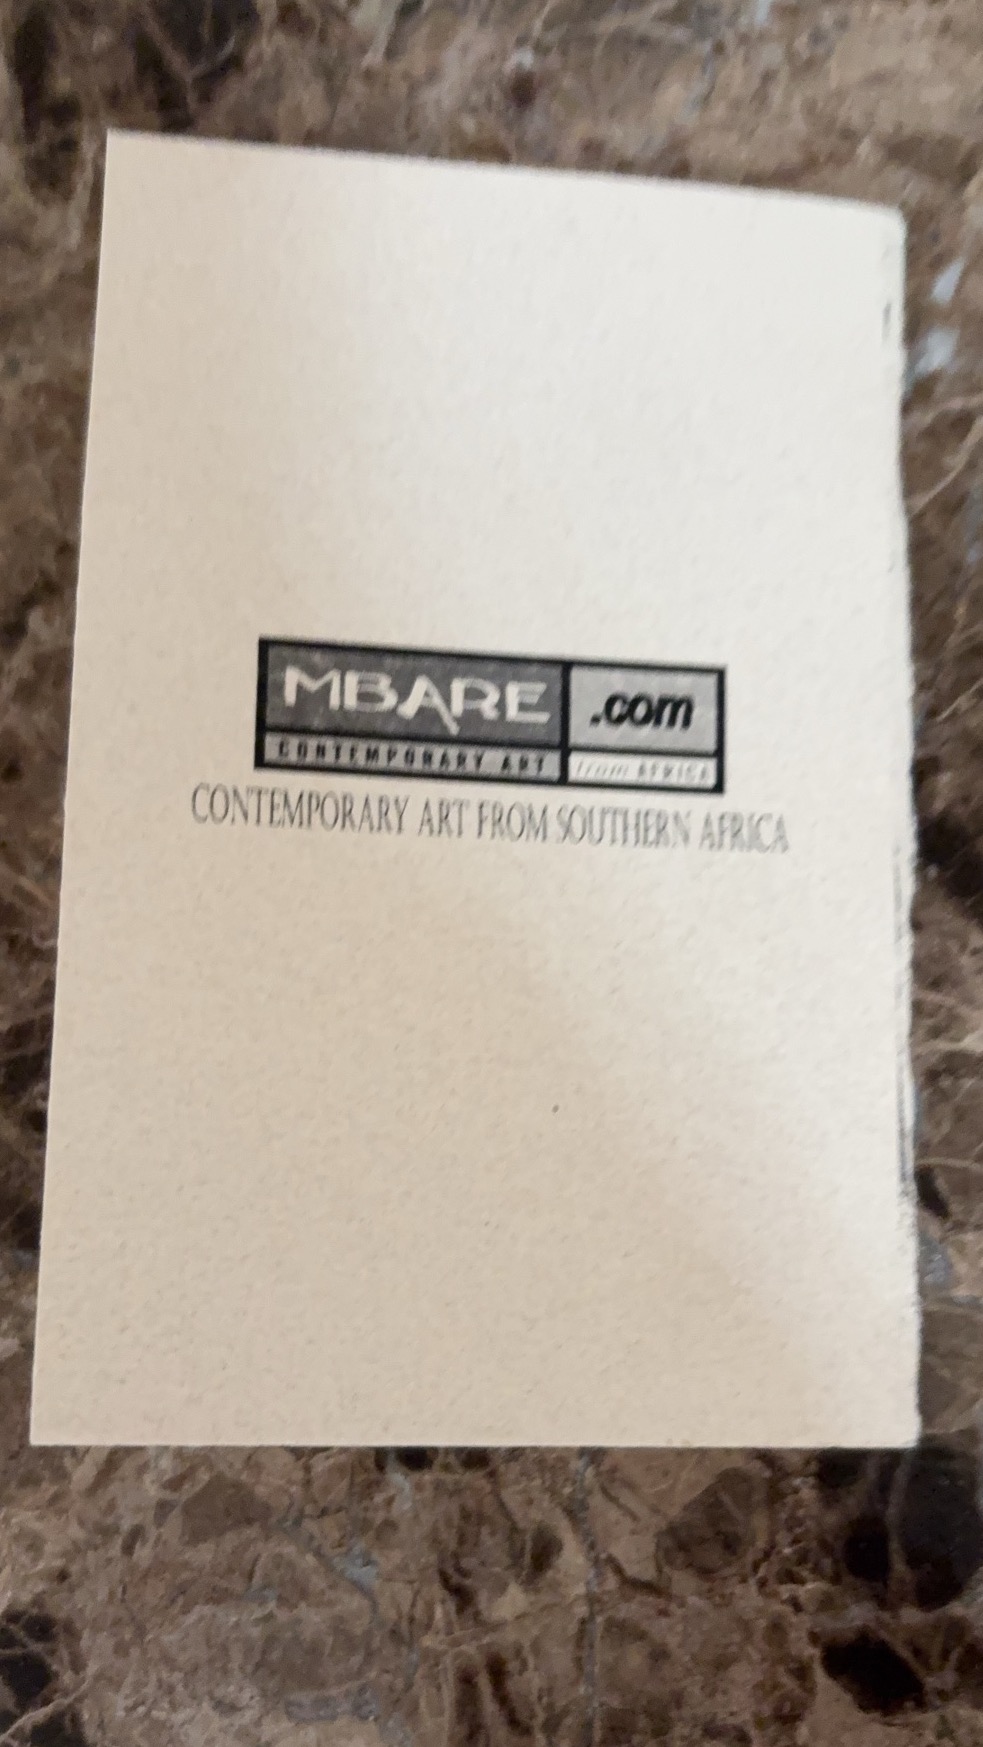 MBARE .com
CONTEMPORARY ART from AFRICA
CONTEMPORARY ART FROM SOUTHERN AFRICA